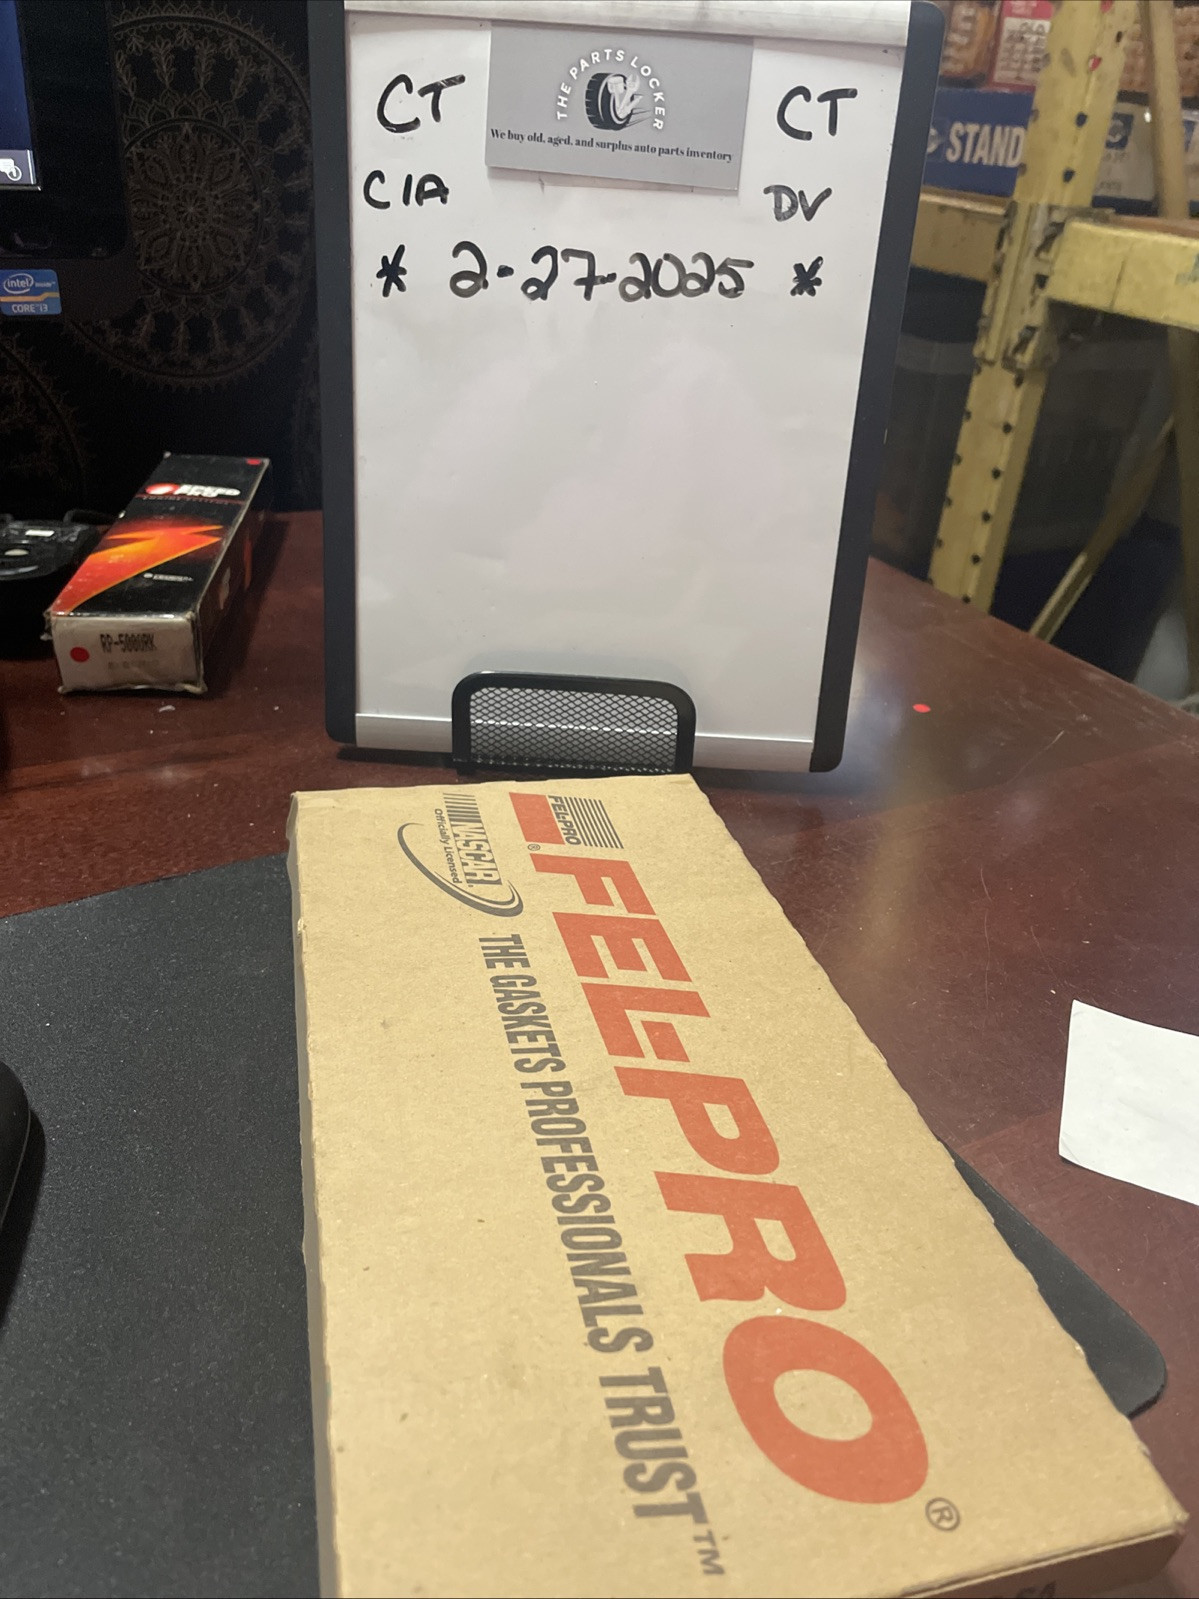 CT
THE PARTS LOCKER
We buy old, aged, and surplus auto parts inventory
CT
CIA
DV
* 2-27-2025 *
STAND
intel
CORE i3
RP-5000RK
FEL-PRO
FEL-PRO®
NASCAR
Officially Licensed
THE GASKETS PROFESSIONALS TRUST™